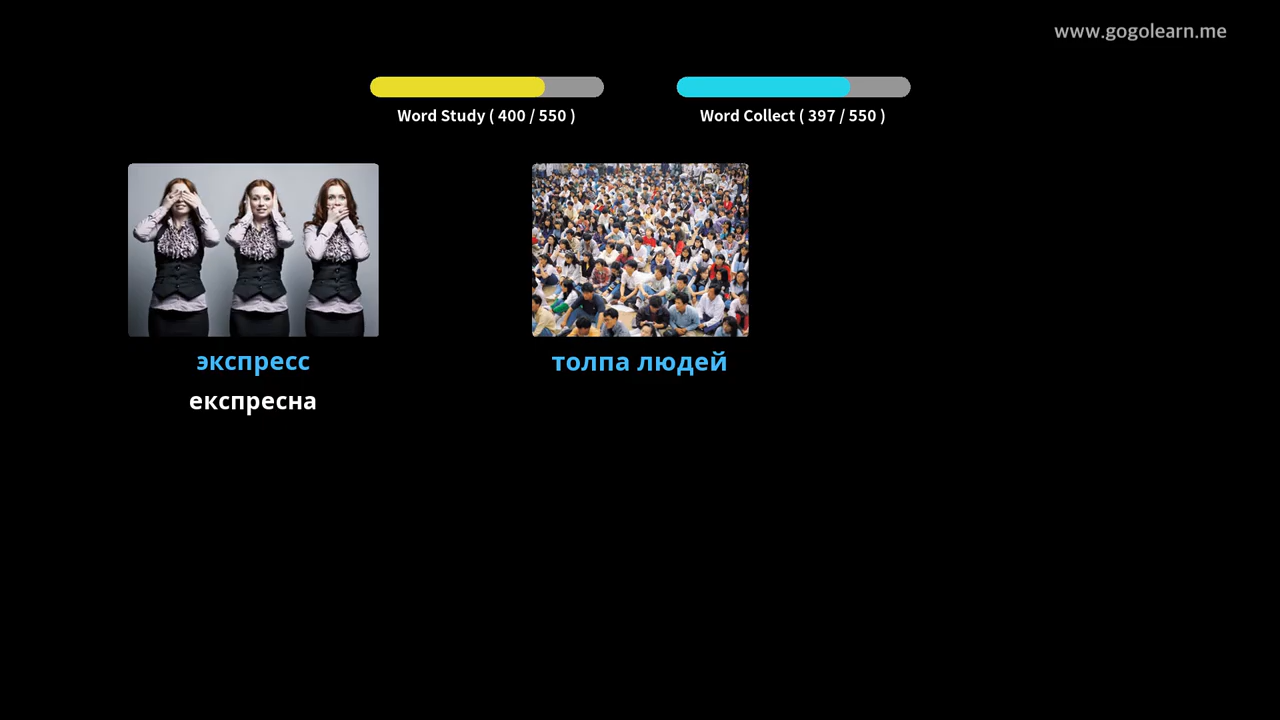 www.gogolearn.me
Word Study ( 400 / 550 )
Word Collect ( 397 / 550 )
экспресс
експресна
толпа людей